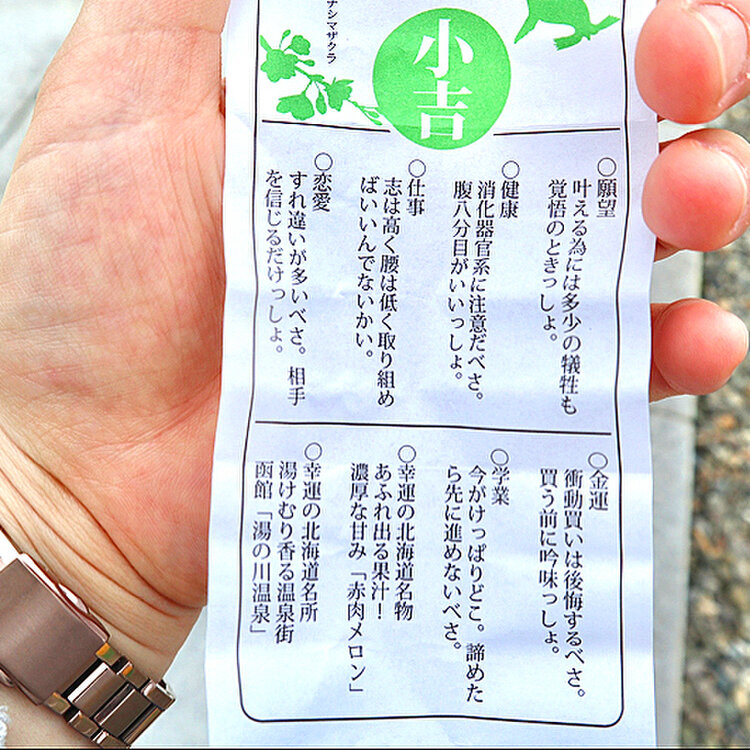 ナシマザクラ
小吉
○願望
叶える為には多少の犠牲も
覚悟のときっしょ。
○健康
消化器官系に注意だべさ。
腹八分目がいいっしょ。
○仕事
志は高く腰は低く取り組め
ばいいんでないかい。
○恋愛
すれ違いが多いべさ。相手
を信じるだけっしょ。
○金運
衝動買いは後悔するべさ。
買う前に吟味っしょ。
○学業
今がけっぱりどこ。諦めた
ら先に進めないべさ。
○幸運の北海道名物
あふれ出る果汁！
濃厚な甘み「赤肉メロン」
○幸運の北海道名所
湯けむり香る温泉街
函館「湯の川温泉」